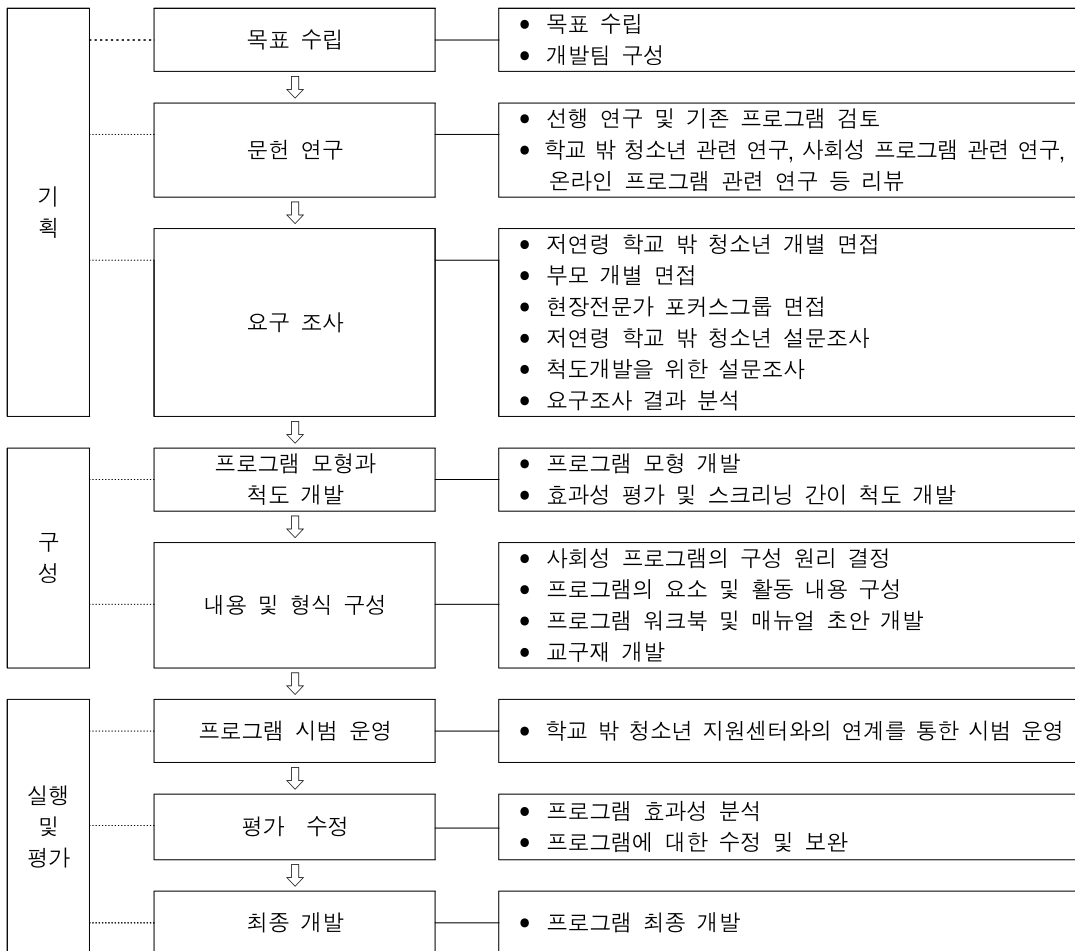 기
획
목표 수립
● 목표 수립
● 개발팀 구성
문헌 연구
● 선행 연구 및 기존 프로그램 검토
● 학교 밖 청소년 관련 연구, 사회성 프로그램 관련 연구,
온라인 프로그램 관련 연구 등 리뷰
요구 조사
● 저연령 학교 밖 청소년 개별 면접
● 부모 개별 면접
● 현장전문가 포커스그룹 면접
● 저연령 학교 밖 청소년 설문조사
● 척도개발을 위한 설문조사
● 요구조사 결과 분석
구
성
프로그램 모형과
척도 개발
● 프로그램 모형 개발
● 효과성 평가 및 스크리닝 간이 척도 개발
내용 및 형식 구성
● 사회성 프로그램의 구성 원리 결정
● 프로그램의 요소 및 활동 내용 구성
● 프로그램 워크북 및 매뉴얼 초안 개발
● 교구재 개발
실행
및
평가
프로그램 시범 운영
● 학교 밖 청소년 지원센터와의 연계를 통한 시범 운영
평가 수정
● 프로그램 효과성 분석
● 프로그램에 대한 수정 및 보완
최종 개발
● 프로그램 최종 개발